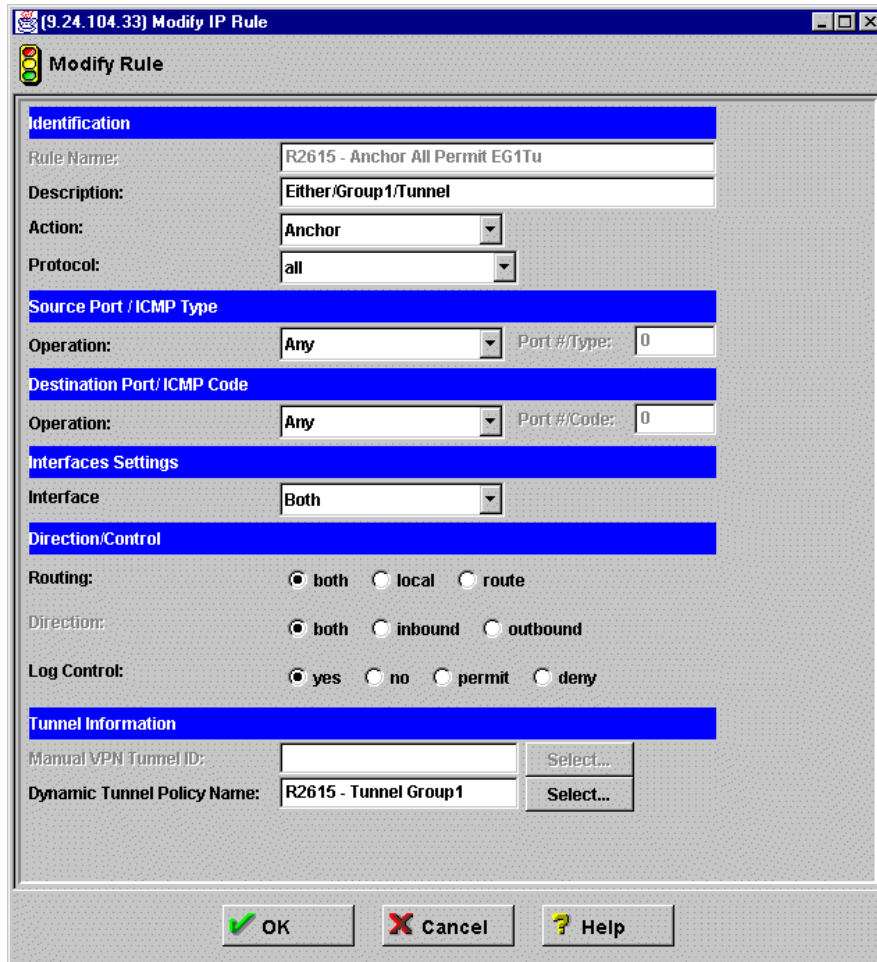 (9.24.104.33) Modify IP Rule
Modify Rule
Identification
Rule Name: R2615 - Anchor All Permit EG1Tu
Description: Either/Group1/Tunnel
Action: Anchor
Protocol: all
Source Port / ICMP Type
Operation: Any Port #/Type: 0
Destination Port/ ICMP Code
Operation: Any Port #/Code: 0
Interfaces Settings
Interface Both
Direction/Control
Routing: both local route
Direction: both inbound outbound
Log Control: yes no permit deny
Tunnel Information
Manual VPN Tunnel ID: Select...
Dynamic Tunnel Policy Name: R2615 - Tunnel Group1 Select...
OK Cancel Help